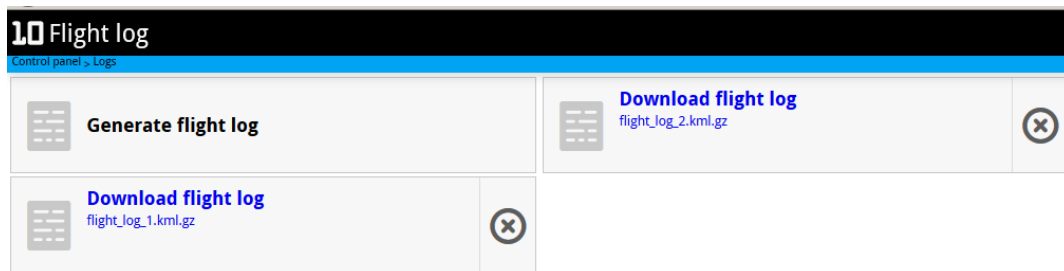 1.0 Flight log
Control panel > Logs
Generate flight log
Download flight log
flight_log_2.kml.gz
Download flight log
flight_log_1.kml.gz